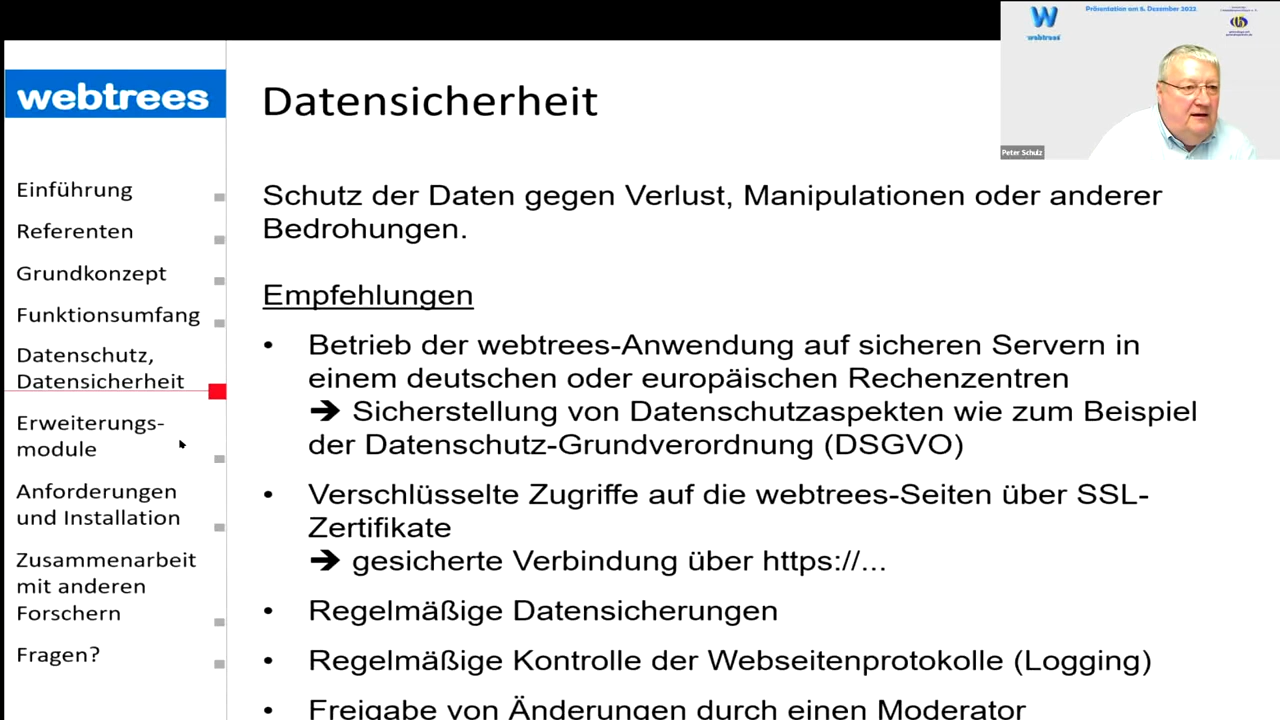 Präsentation am 6. Dezember 2022
webtrees
Peter Schulz
webtrees
Datensicherheit
Einführung
Referenten
Grundkonzept
Funktionsumfang
Datenschutz,
Datensicherheit
Erweiterungs-
module
Anforderungen
und Installation
Zusammenarbeit
mit anderen
Forschern
Fragen?
Schutz der Daten gegen Verlust, Manipulationen oder anderer
Bedrohungen.
Empfehlungen
• Betrieb der webtrees-Anwendung auf sicheren Servern in
einem deutschen oder europäischen Rechenzentren
➔ Sicherstellung von Datenschutzaspekten wie zum Beispiel
der Datenschutz-Grundverordnung (DSGVO)
• Verschlüsselte Zugriffe auf die webtrees-Seiten über SSL-
Zertifikate
➔ gesicherte Verbindung über https://...
• Regelmäßige Datensicherungen
• Regelmäßige Kontrolle der Webseitenprotokolle (Logging)
• Freigabe von Änderungen durch einen Moderator